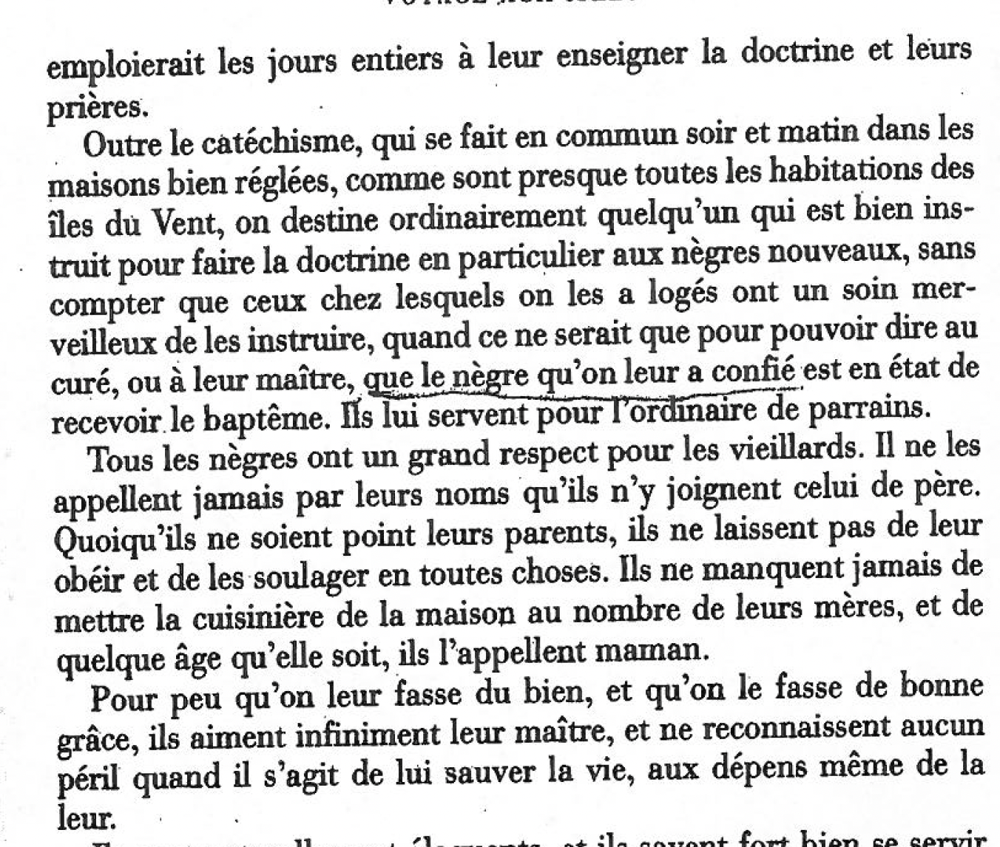 emploierait les jours entiers à leur enseigner la doctrine et leurs
prières.
Outre le catéchisme, qui se fait en commun soir et matin dans les
maisons bien réglées, comme sont presque toutes les habitations des
îles du Vent, on destine ordinairement quelqu'un qui est bien ins-
truit pour faire la doctrine en particulier aux nègres nouveaux, sans
compter que ceux chez lesquels on les a logés ont un soin mer-
veilleux de les instruire, quand ce ne serait que pour pouvoir dire au
curé, ou à leur maître, que le nègre qu'on leur a confié est en état de
recevoir le baptême. Ils lui servent pour l'ordinaire de parrains.
Tous les nègres ont un grand respect pour les vieillards. Il ne les
appellent jamais par leurs noms qu'ils n'y joignent celui de père.
Quoiqu'ils ne soient point leurs parents, ils ne laissent pas de leur
obéir et de les soulager en toutes choses. Ils ne manquent jamais de
mettre la cuisinière de la maison au nombre de leurs mères, et de
quelque âge qu'elle soit, ils l'appellent maman.
Pour peu qu'on leur fasse du bien, et qu'on le fasse de bonne
grâce, ils aiment infiniment leur maître, et ne reconnaissent aucun
péril quand il s'agit de lui sauver la vie, aux dépens même de la
leur.
et ils savent fort bien se servir